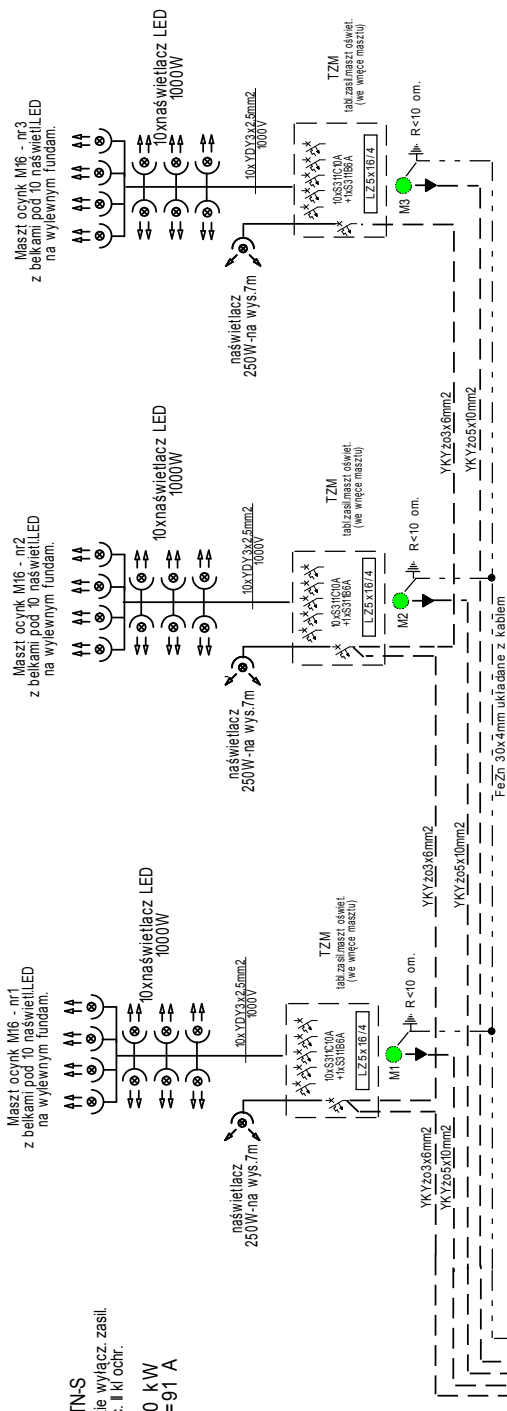 TN-S
ie wyłącz. zasil.
c. II kl ochr.
0 kW
=91 A
Maszt ocynk M16 - nr1
z belkami pod 10 naświetl.LED
na wylewnym fundam.
10xnaświetlacz LED
1000W
naświetlacz
250W-na wys.7m
10xYDY3x2,5mm2
1000V
TZM
tabl.zasil.maszt oświet.
(we wnęce masztu)
10xS311C10A
+1xS311B6A
LZ5x16/4
M1
R<10 om.
YKYżo3x6mm2
YKYżo5x10mm2
Maszt ocynk M16 - nr2
z belkami pod 10 naświetl.LED
na wylewnym fundam.
10xnaświetlacz LED
1000W
naświetlacz
250W-na wys.7m
10xYDY3x2,5mm2
1000V
TZM
tabl.zasil.maszt oświet.
(we wnęce masztu)
10xS311C10A
+1xS311B6A
LZ5x16/4
M2
R<10 om.
YKYżo3x6mm2
YKYżo5x10mm2
FeZn 30x4mm układane z kablem
Maszt ocynk M16 - nr3
z belkami pod 10 naświetl.LED
na wylewnym fundam.
10xnaświetlacz LED
1000W
naświetlacz
250W-na wys.7m
10xYDY3x2,5mm2
1000V
TZM
tabl.zasil.maszt oświet.
(we wnęce masztu)
10xS311C10A
+1xS311B6A
LZ5x16/4
M3
R<10 om.
YKYżo3x6mm2
YKYżo5x10mm2